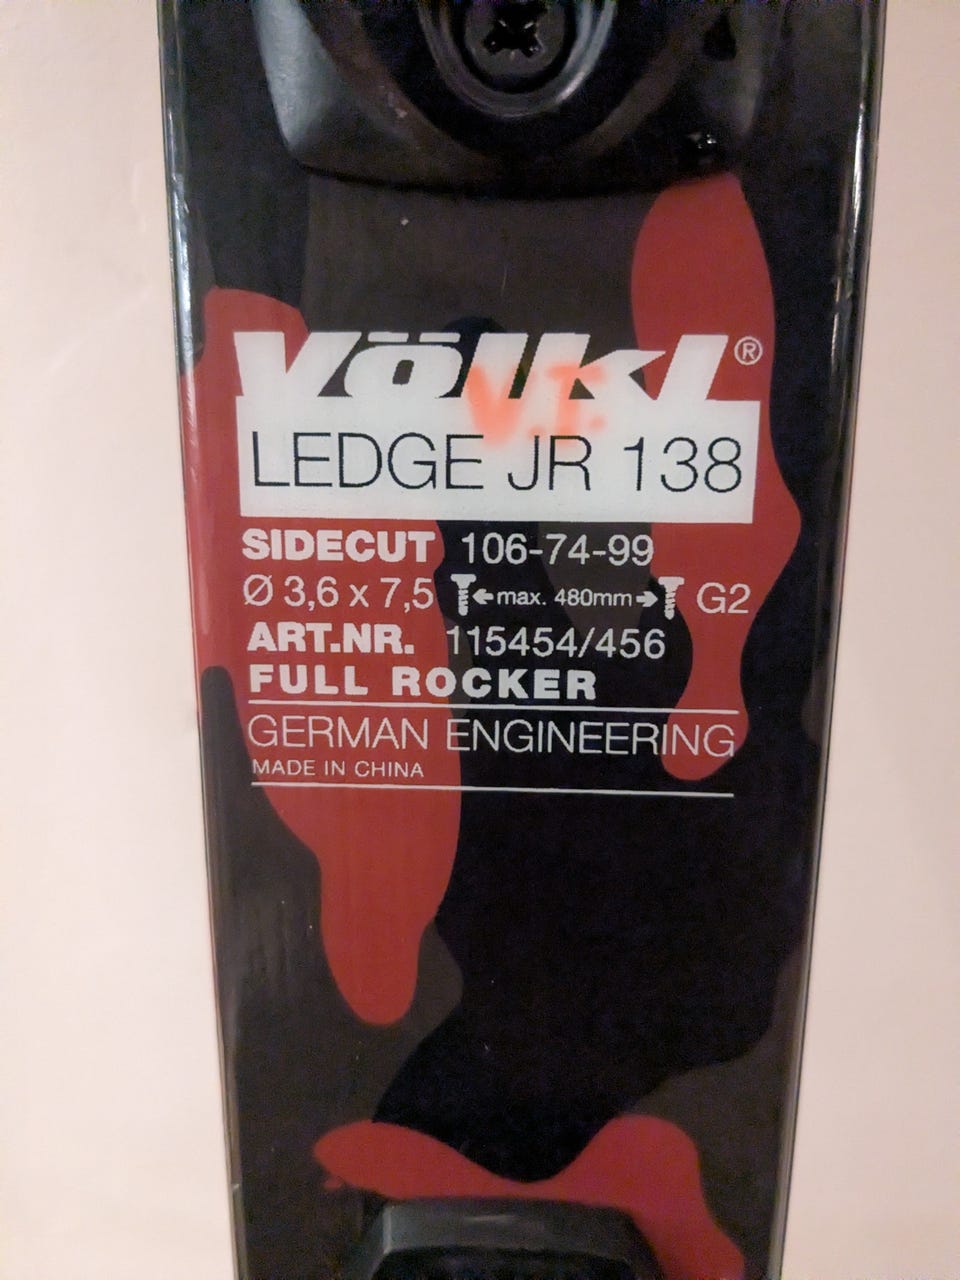 Völkl®
V.I.
LEDGE JR 138
SIDECUT 106-74-99
Ø 3,6 x 7,5 ←max. 480mm→ G2
ART.NR. 115454/456
FULL ROCKER
GERMAN ENGINEERING
MADE IN CHINA